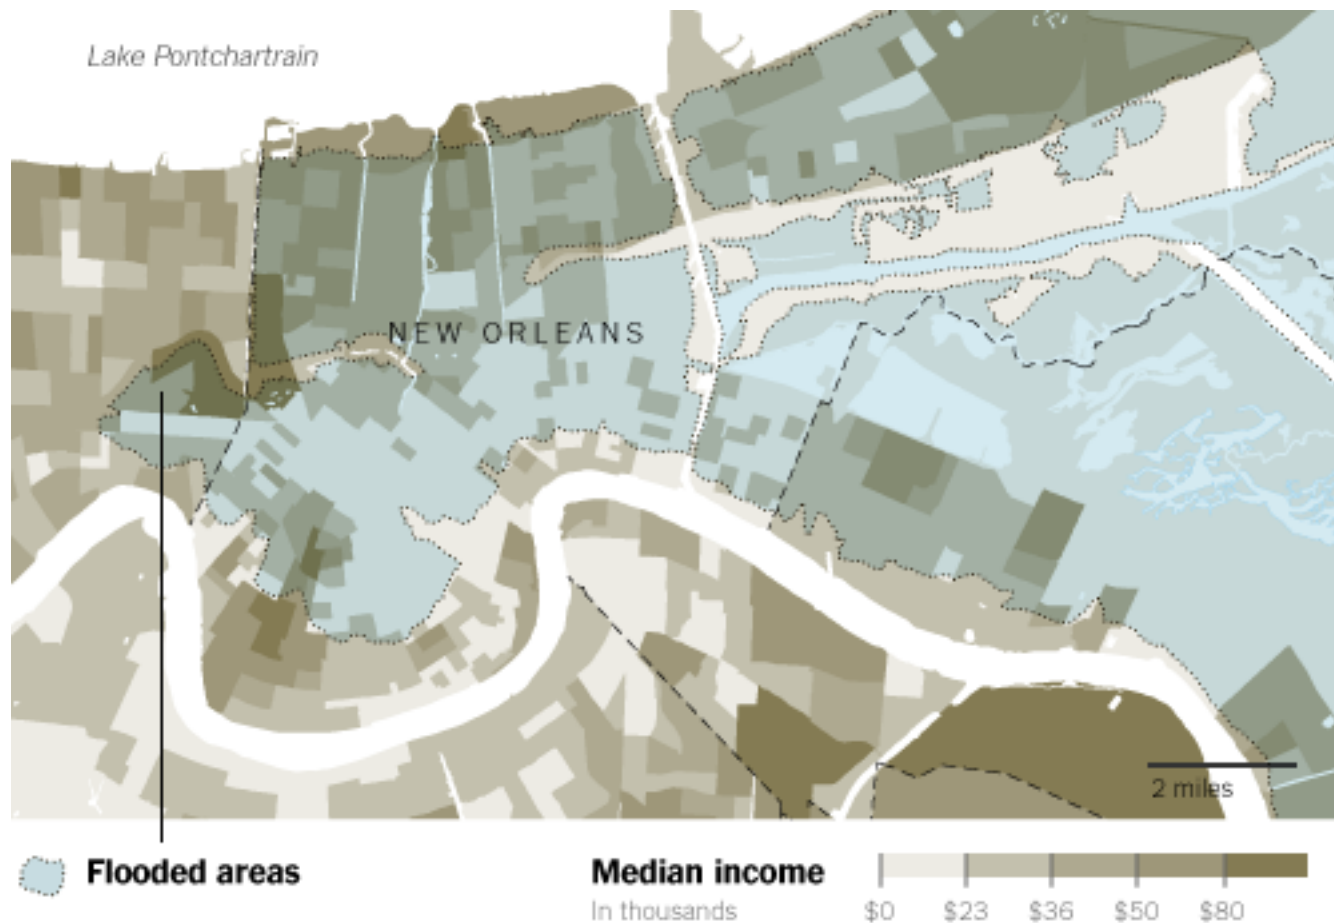 Lake Pontchartrain
NEW ORLEANS
2 miles
Flooded areas
Median income
In thousands
$0 $23 $36 $50 $80